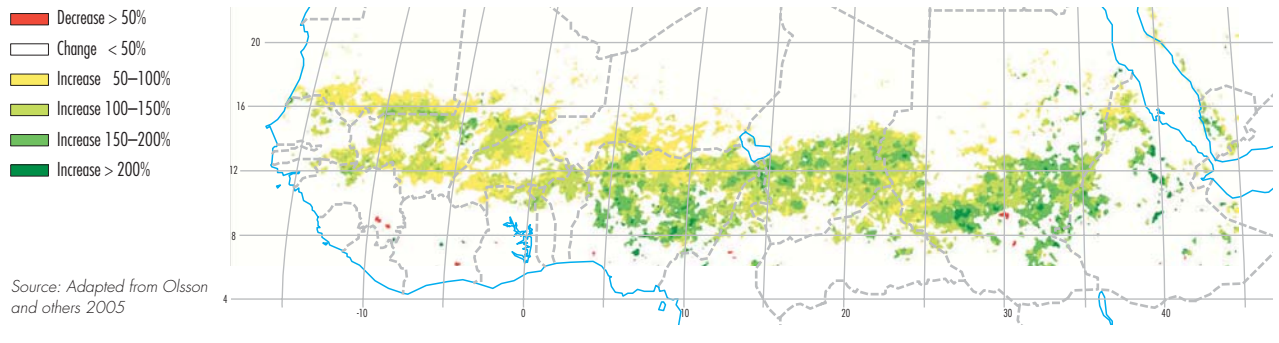 Decrease > 50%
Change < 50%
Increase 50–100%
Increase 100–150%
Increase 150–200%
Increase > 200%
Source: Adapted from Olsson
and others 2005
20
16
12
8
4
-10
0
10
20
30
40